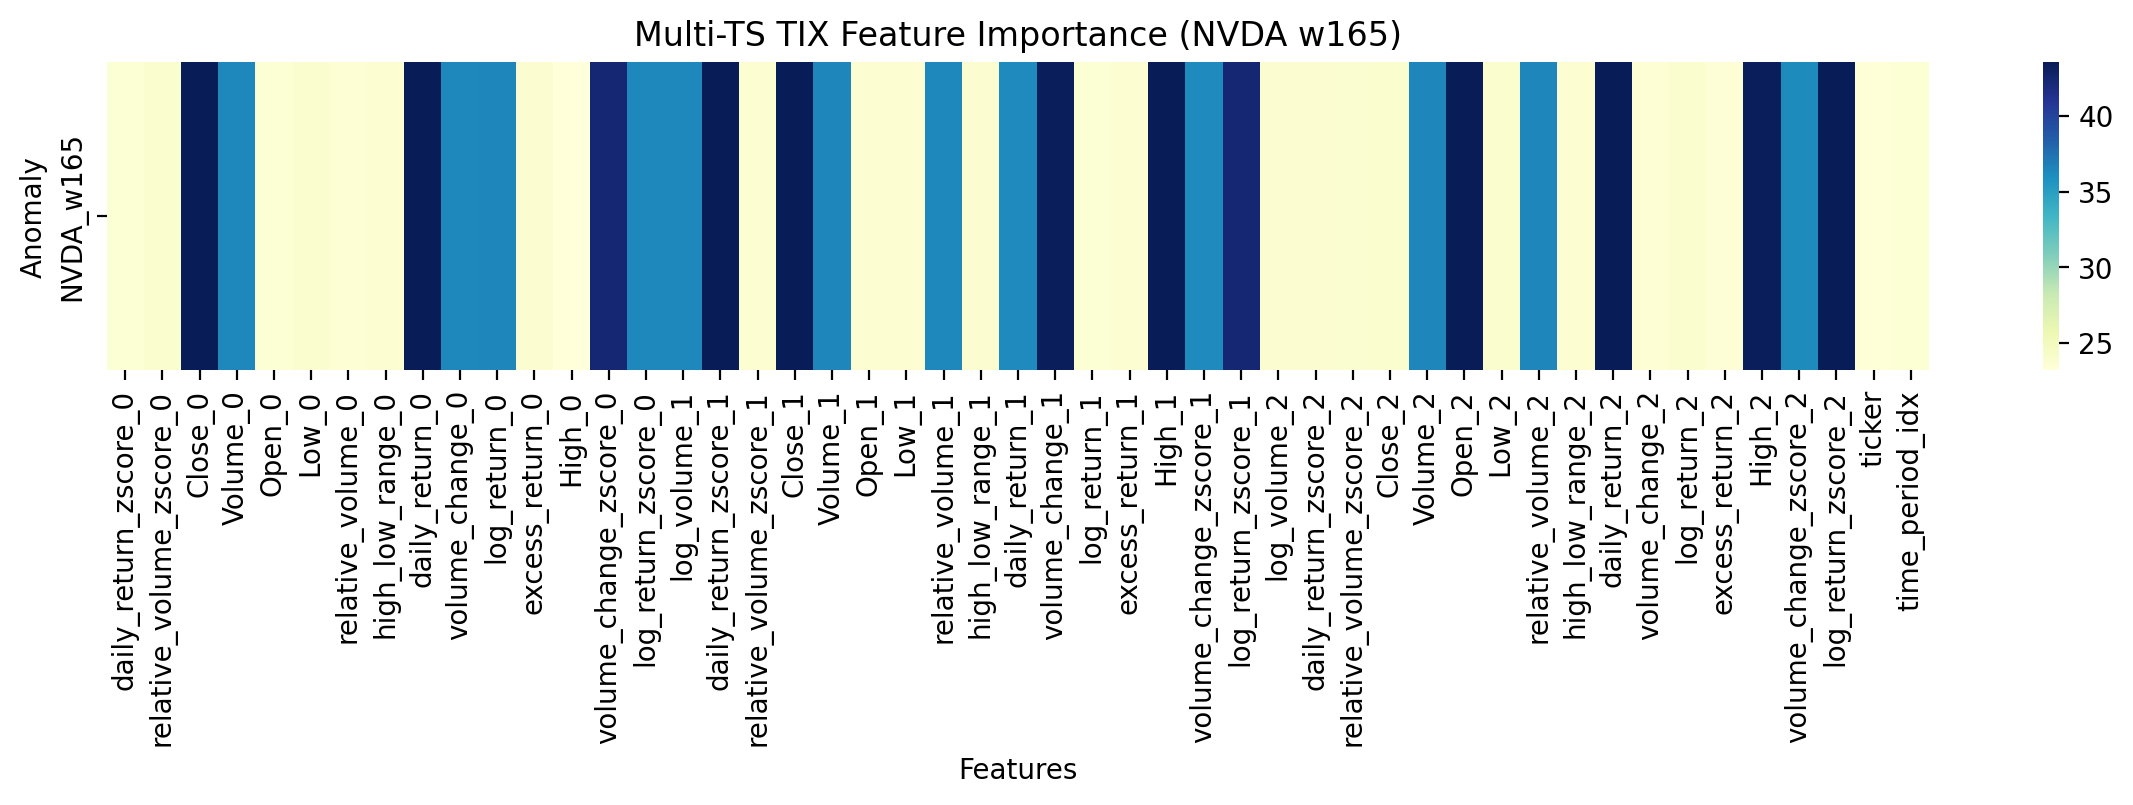 Multi-TS TIX Feature Importance (NVDA w165)
Anomaly
NVDA_w165
40
35
30
25
daily_return_zscore_0
relative_volume_zscore_0
Close_0
Volume_0
Open_0
Low_0
relative_volume_0
high_low_range_0
daily_return_0
volume_change_0
log_return_0
excess_return_0
High_0
volume_change_zscore_0
log_return_zscore_0
log_volume_1
daily_return_zscore_1
relative_volume_zscore_1
Close_1
Volume_1
Open_1
Low_1
relative_volume_1
high_low_range_1
daily_return_1
volume_change_1
log_return_1
excess_return_1
High_1
volume_change_zscore_1
log_return_zscore_1
log_volume_2
daily_return_zscore_2
relative_volume_zscore_2
Close_2
Volume_2
Open_2
Low_2
relative_volume_2
high_low_range_2
daily_return_2
volume_change_2
log_return_2
excess_return_2
High_2
volume_change_zscore_2
log_return_zscore_2
ticker
time_period_idx
Features